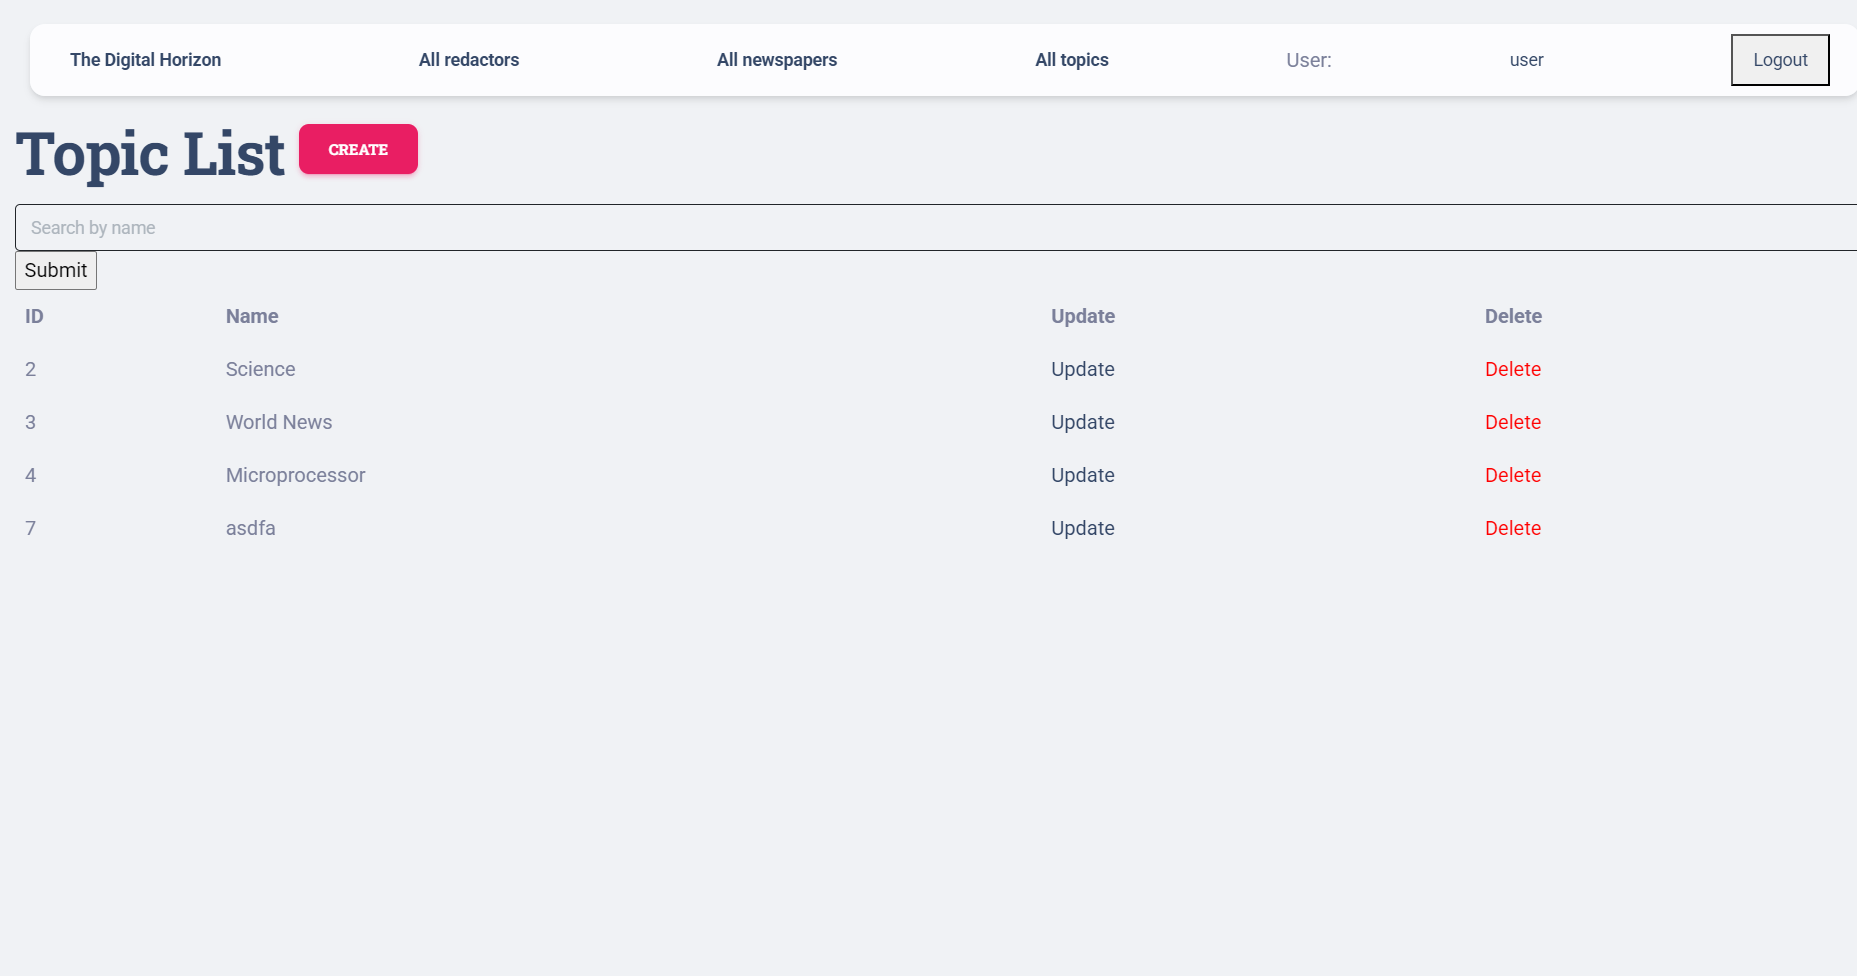 The Digital Horizon All redactors All newspapers All topics User: user Logout
Topic List CREATE
Search by name
Submit
ID Name Update Delete
2 Science Update Delete
3 World News Update Delete
4 Microprocessor Update Delete
7 asdfa Update Delete